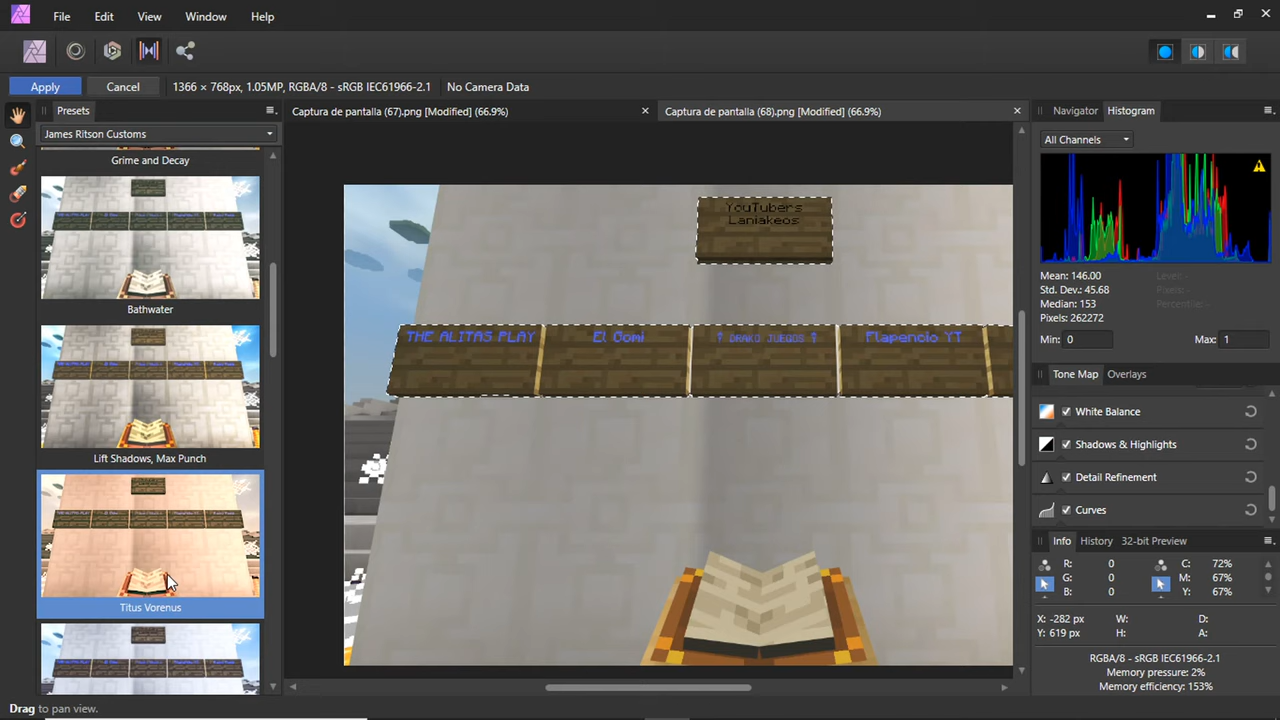 File Edit View Window Help
Apply Cancel 1366 × 768px, 1.05MP, RGBA/8 - sRGB IEC61966-2.1 No Camera Data
Presets
James Ritson Customs
Grime and Decay
Bathwater
Lift Shadows, Max Punch
Titus Vorenus
Captura de pantalla (67).png [Modified] (66.9%)
Captura de pantalla (68).png [Modified] (66.9%)
YouTubers
Laniakeos
THE ALITAS PLAY
El Gomi
DRAKO JUEGOS
Flapencio YT
Navigator Histogram
All Channels
Mean: 146.00 Level: -
Std. Dev.: 45.68 Pixels: -
Median: 153 Percentile: -
Pixels: 262272
Min: 0 Max: 1
Tone Map Overlays
White Balance
Shadows & Highlights
Detail Refinement
Curves
Info History 32-bit Preview
R: 0 C: 72%
G: 0 M: 67%
B: 0 Y: 67%
X: -282 px W: D:
Y: 619 px H: A:
RGBA/8 - sRGB IEC61966-2.1
Memory pressure: 2%
Memory efficiency: 153%
Drag to pan view.